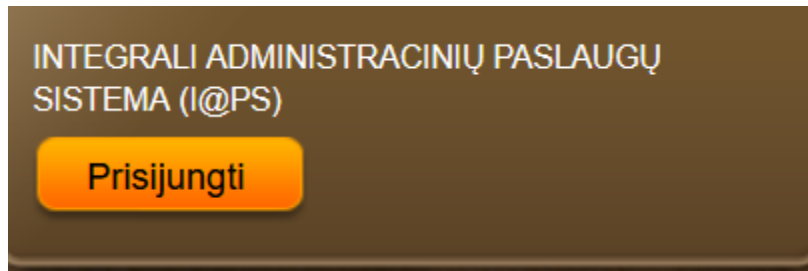 INTEGRALI ADMINISTRACINIŲ PASLAUGŲ
SISTEMA (I@PS)
Prisijungti